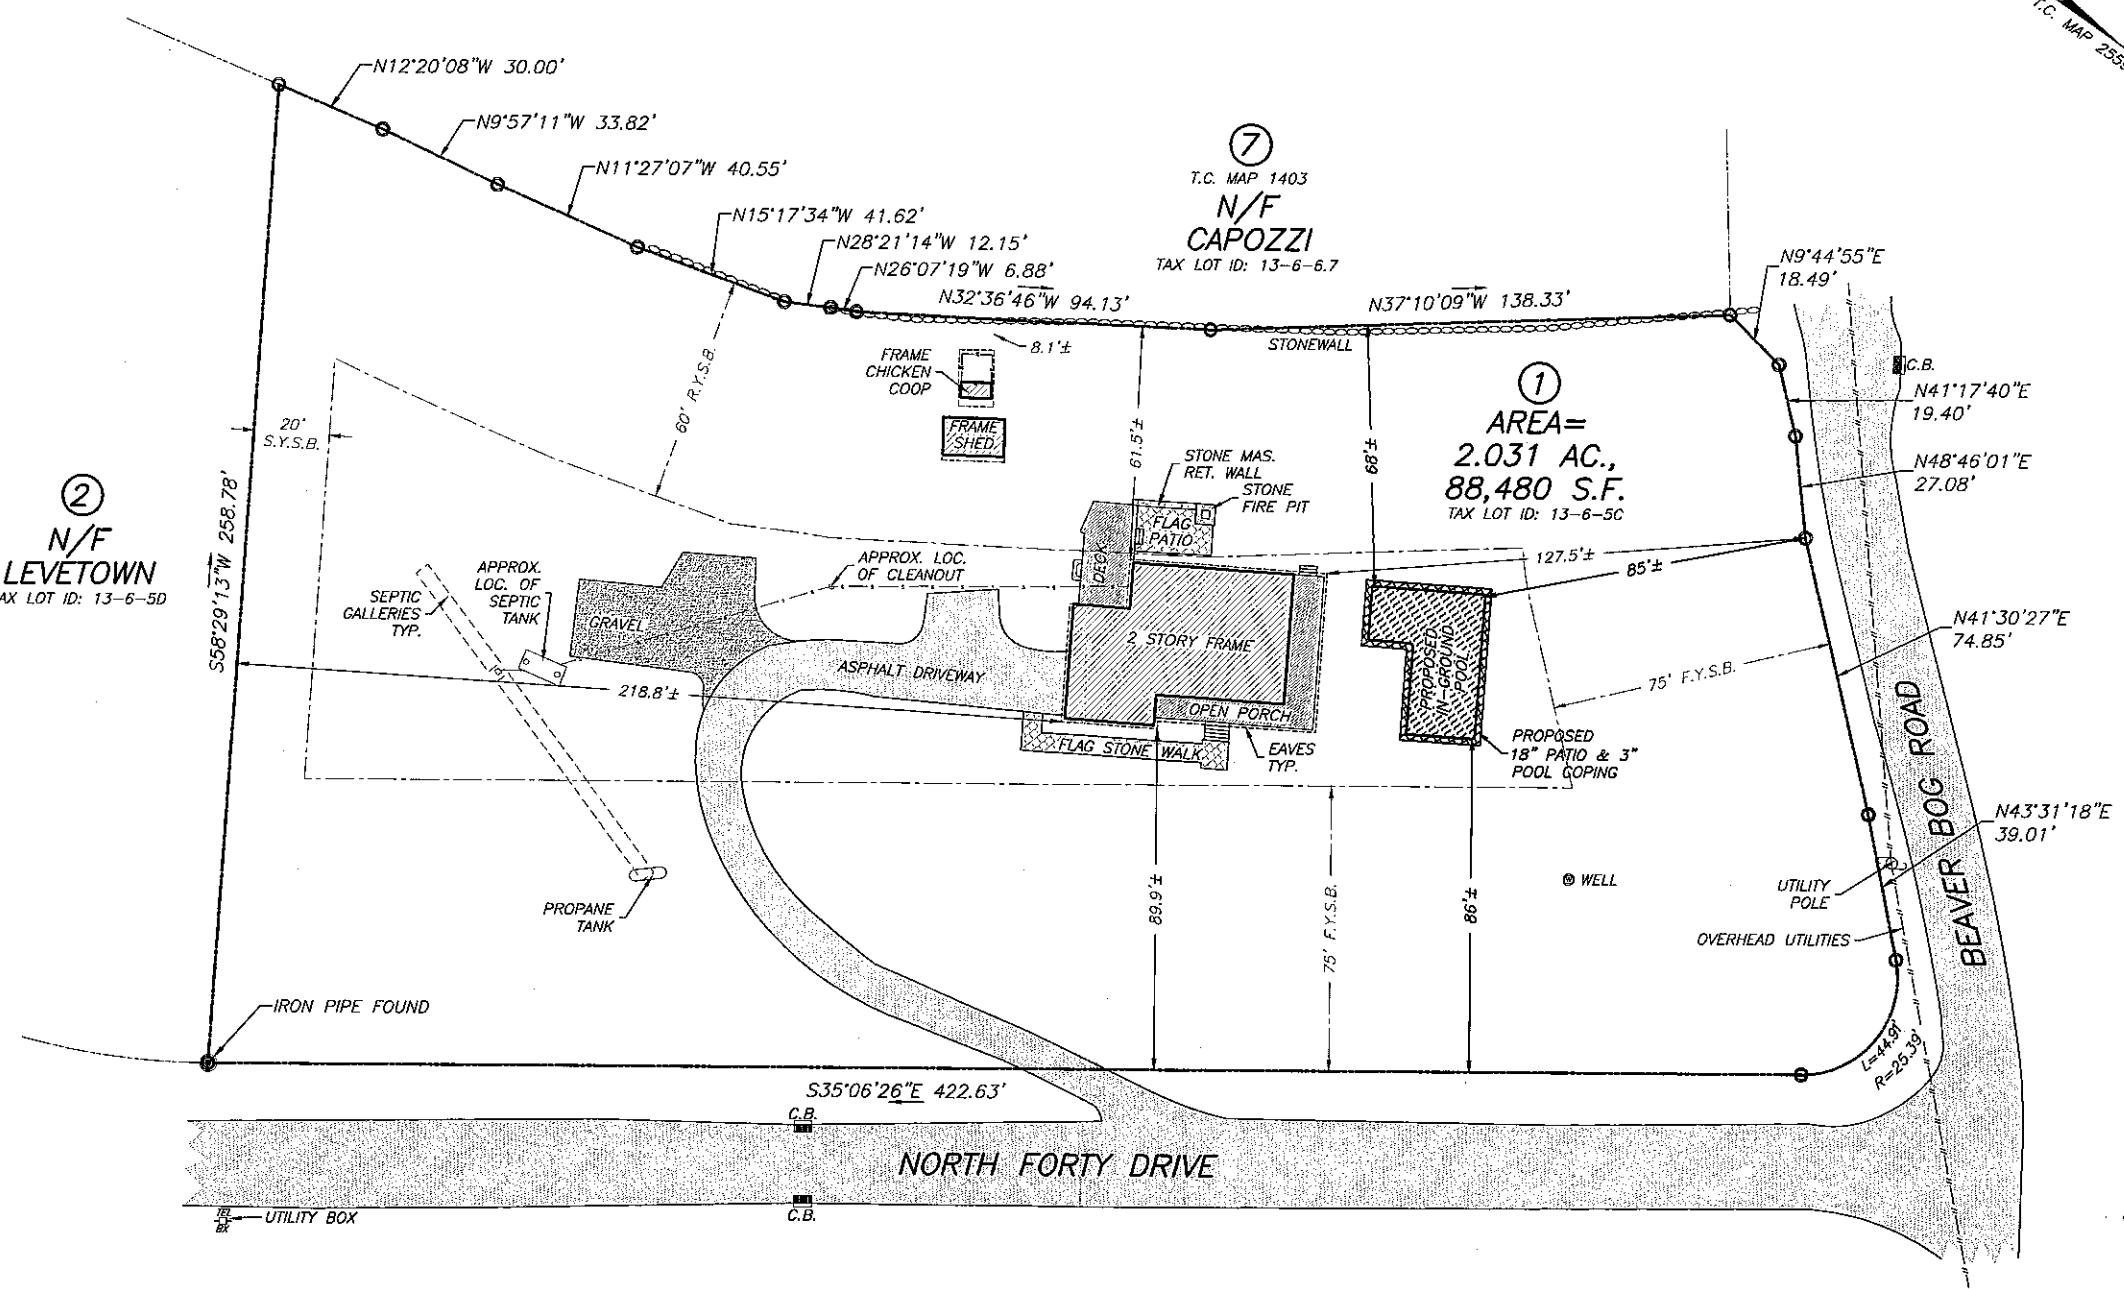 T.C. MAP 2559
N12°20'08"W 30.00'
N9°57'11"W 33.82'
N11°27'07"W 40.55'
N15°17'34"W 41.62'
N28°21'14"W 12.15'
N26°07'19"W 6.88'
N32°36'46"W 94.13'
7
T.C. MAP 1403
N/F
CAPOZZI
TAX LOT ID: 13-6-6.7
N37°10'09"W 138.33'
STONEWALL
N9°44'55"E
18.49'
C.B.
N41°17'40"E
19.40'
N48°46'01"E
27.08'
8.1'±
FRAME
CHICKEN
COOP
FRAME
SHED
60' R.Y.S.B.
61.5'±
68'±
1
AREA=
2.031 AC.,
88,480 S.F.
TAX LOT ID: 13-6-5C
20'
S.Y.S.B.
2
N/F
LEVETOWN
AX LOT ID: 13-6-5D
S58°29'13"W 258.78'
STONE MAS.
RET. WALL
STONE
FIRE PIT
FLAG
PATIO
DECK
127.5'±
85'±
APPROX. LOC.
OF CLEANOUT
APPROX.
LOC. OF
SEPTIC
TANK
SEPTIC
GALLERIES
TYP.
GRAVEL
ASPHALT DRIVEWAY
2 STORY FRAME
OPEN PORCH
PROPOSED
IN-GROUND
POOL
N41°30'27"E
74.85'
75' F.Y.S.B.
218.8'±
FLAG STONE WALK
EAVES
TYP.
PROPOSED
18" PATIO & 3"
POOL COPING
BEAVER BOG ROAD
N43°31'18"E
39.01'
PROPANE
TANK
89.9'±
75' F.Y.S.B.
86'±
WELL
UTILITY
POLE
OVERHEAD UTILITIES
IRON PIPE FOUND
L=44.91'
R=25.39'
S35°06'26"E 422.63'
C.B.
NORTH FORTY DRIVE
C.B.
TEL
BX
UTILITY BOX